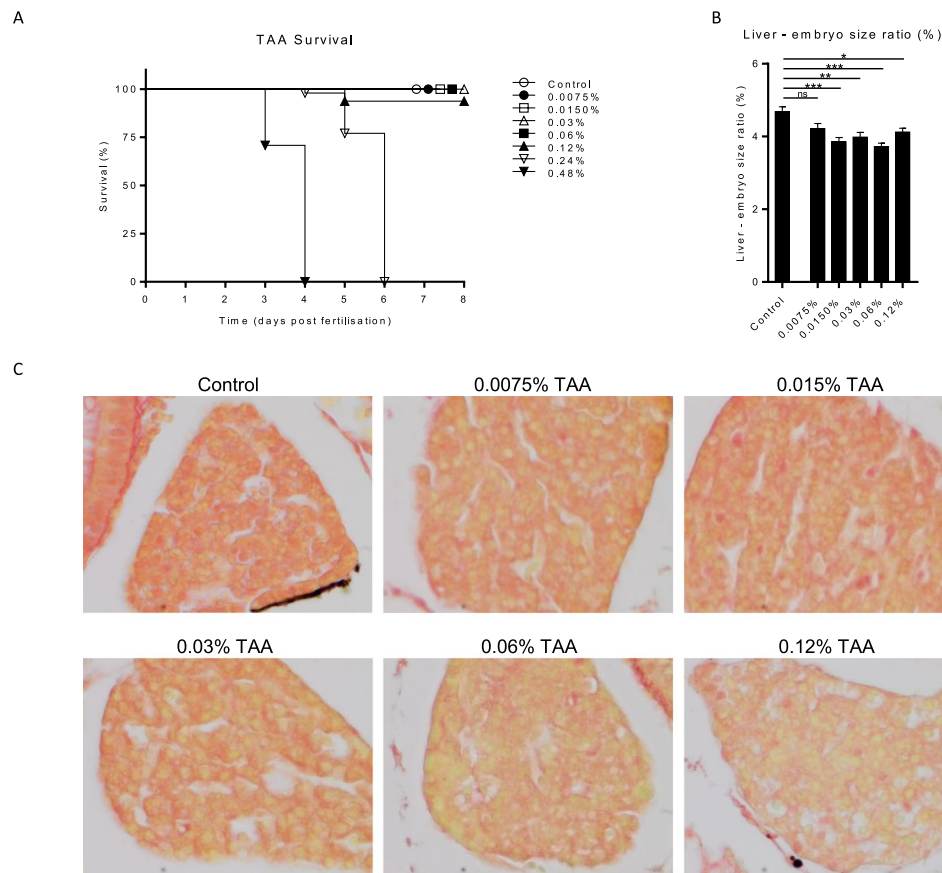 A
TAA Survival
Survival (%)
100
75
50
25
0
0 1 2 3 4 5 6 7 8
Time (days post fertilisation)
Control
0.0075%
0.0150%
0.03%
0.06%
0.12%
0.24%
0.48%
B
Liver - embryo size ratio (%)
Liver - embryo size ratio (%)
6
4
2
0
*
***
**
***
ns
Control
0.0075%
0.0150%
0.03%
0.06%
0.12%
C
Control
0.0075% TAA
0.015% TAA
0.03% TAA
0.06% TAA
0.12% TAA